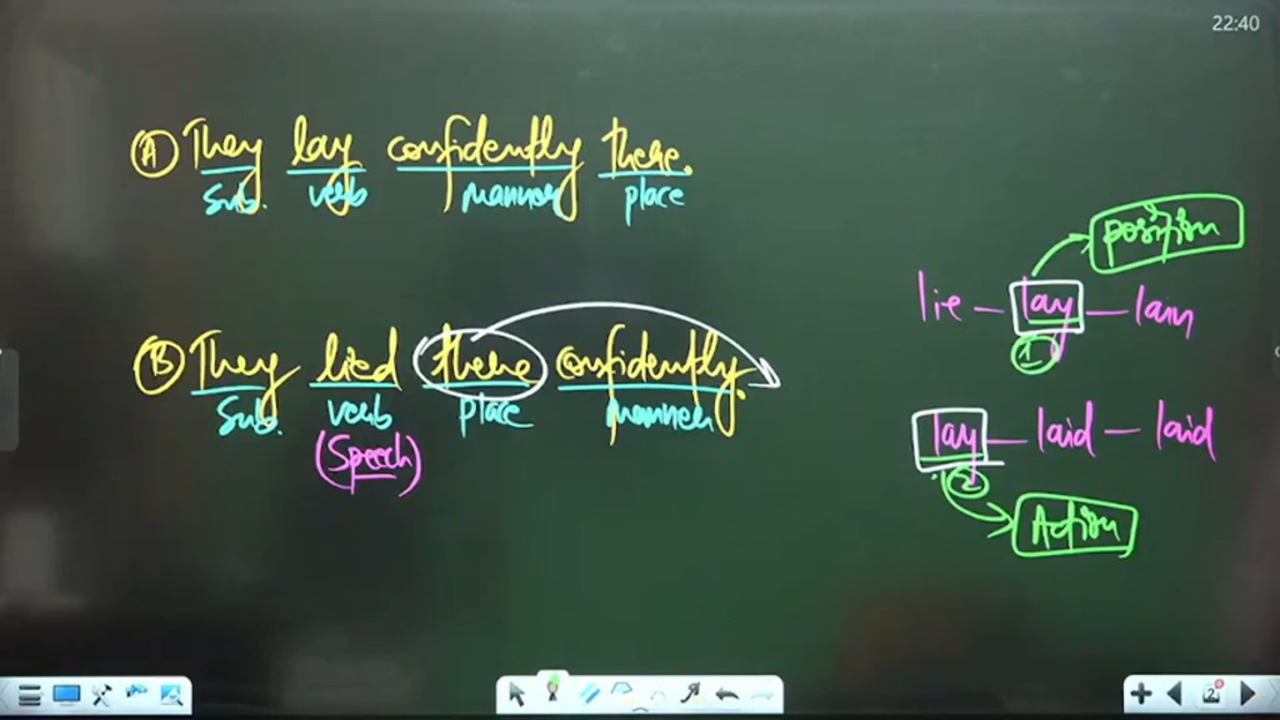 22:40
Ⓐ They lay confidently there.
sub. verb manner place
position
lie – lay – lain
①
Ⓑ They lied there confidently.
sub. verb place manner
(Speech)
lay – laid – laid
②
Action
2